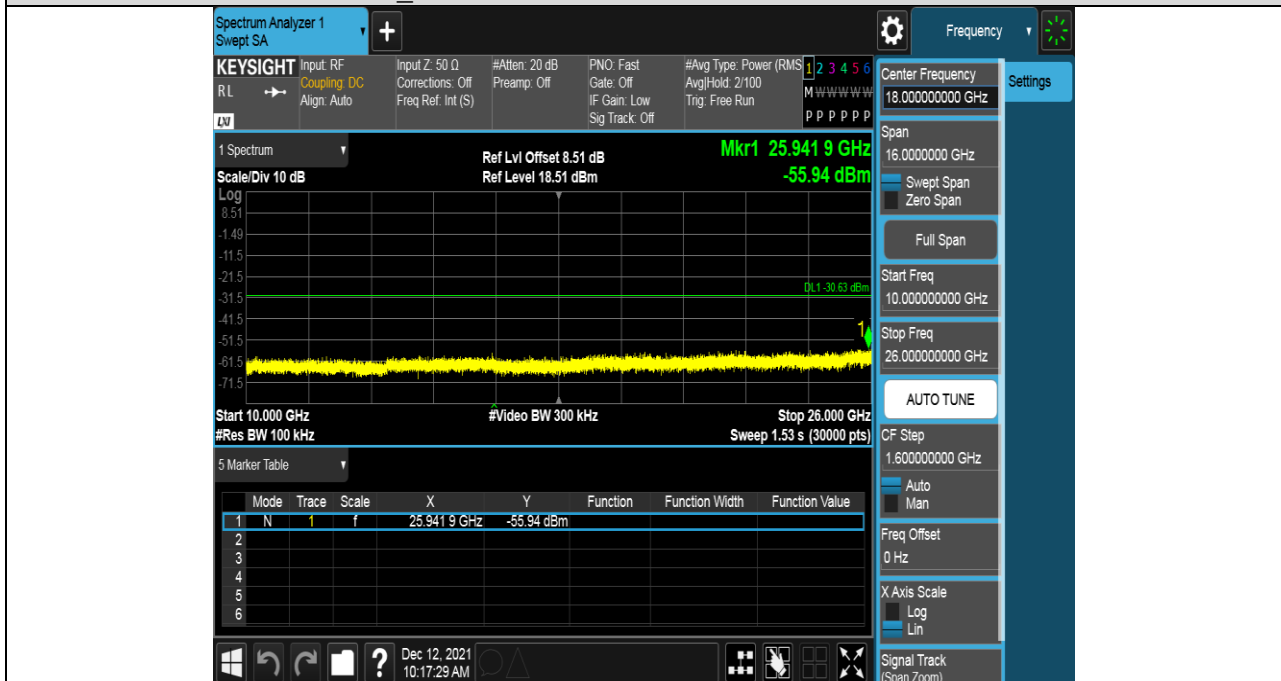 Spectrum Analyzer 1
Swept SA
Frequency
KEYSIGHT
RL
LXI
Input: RF
Coupling: DC
Align: Auto
Input Z: 50 Ω
Corrections: Off
Freq Ref: Int (S)
#Atten: 20 dB
Preamp: Off
PNO: Fast
Gate: Off
IF Gain: Low
Sig Track: Off
#Avg Type: Power (RMS
Avg|Hold: 2/100
Trig: Free Run
1 2 3 4 5 6
M W W W W W
P P P P P P
1 Spectrum
Scale/Div 10 dB
Ref Lvl Offset 8.51 dB
Ref Level 18.51 dBm
Mkr1 25.941 9 GHz
-55.94 dBm
Log
8.51
-1.49
-11.5
-21.5
-31.5
-41.5
-51.5
-61.5
-71.5
DL1 -30.63 dBm
1
Start 10.000 GHz
#Res BW 100 kHz
#Video BW 300 kHz
Stop 26.000 GHz
Sweep 1.53 s (30000 pts)
5 Marker Table
Mode Trace Scale X Y Function Function Width Function Value
1 N 1 f 25.941 9 GHz -55.94 dBm
2
3
4
5
6
Dec 12, 2021
10:17:29 AM
Center Frequency
18.000000000 GHz
Settings
Span
16.0000000 GHz
Swept Span
Zero Span
Full Span
Start Freq
10.000000000 GHz
Stop Freq
26.000000000 GHz
AUTO TUNE
CF Step
1.600000000 GHz
Auto
Man
Freq Offset
0 Hz
X Axis Scale
Log
Lin
Signal Track
(Span Zoom)